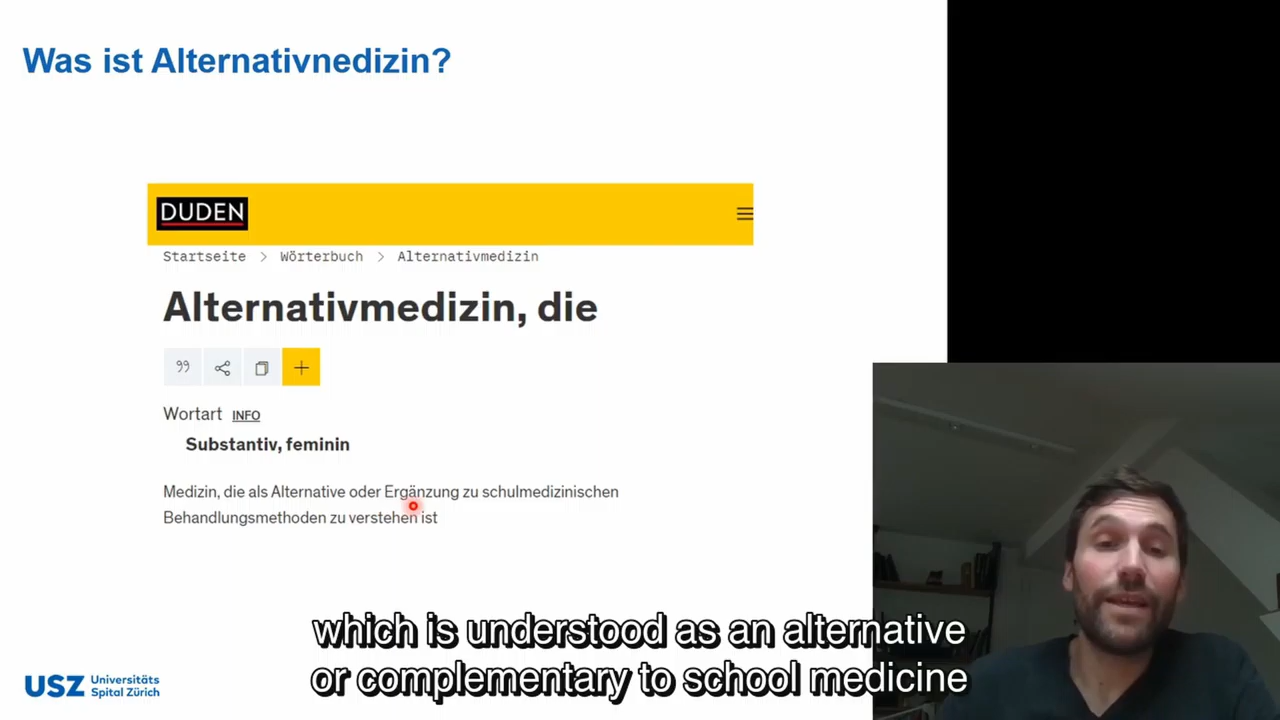 Was ist Alternativnedizin?
DUDEN
Startseite > Wörterbuch > Alternativmedizin
Alternativmedizin, die
Wortart INFO
Substantiv, feminin
Medizin, die als Alternative oder Ergänzung zu schulmedizinischen
Behandlungsmethoden zu verstehen ist
which is understood as an alternative
or complementary to school medicine
USZ Universitäts
Spital Zürich